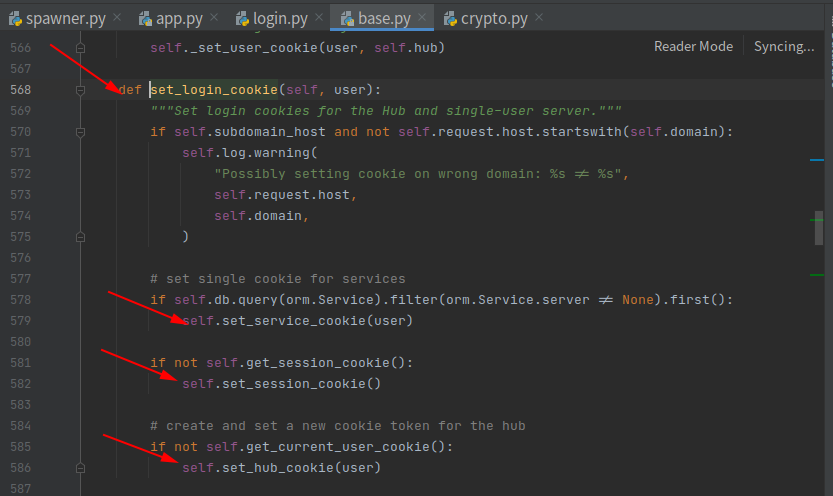 spawner.py × app.py × login.py × base.py × crypto.py ×
566 self._set_user_cookie(user, self.hub) Reader Mode Syncing...
567
568 def set_login_cookie(self, user):
569 """Set login cookies for the Hub and single-user server."""
570 if self.subdomain_host and not self.request.host.startswith(self.domain):
571 self.log.warning(
572 "Possibly setting cookie on wrong domain: %s ≠ %s",
573 self.request.host,
574 self.domain,
575 )
576
577 # set single cookie for services
578 if self.db.query(orm.Service).filter(orm.Service.server ≠ None).first():
579 self.set_service_cookie(user)
580
581 if not self.get_session_cookie():
582 self.set_session_cookie()
583
584 # create and set a new cookie token for the hub
585 if not self.get_current_user_cookie():
586 self.set_hub_cookie(user)
587